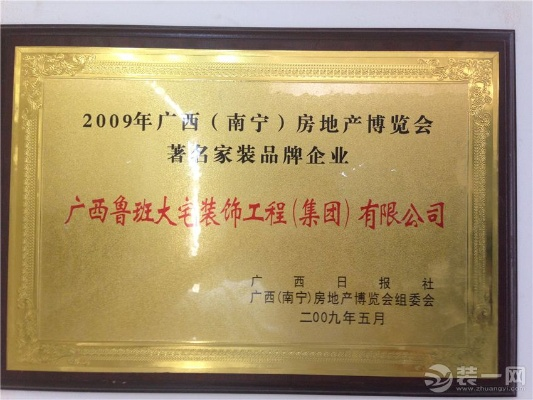 2009年广西（南宁）房地产博览会
著名家装品牌企业
广西鲁班大宅装饰工程(集团)有限公司
广西日报社
广西(南宁)房地产博览会组委会
二00九年五月
装一网
www.zhuangyi.com